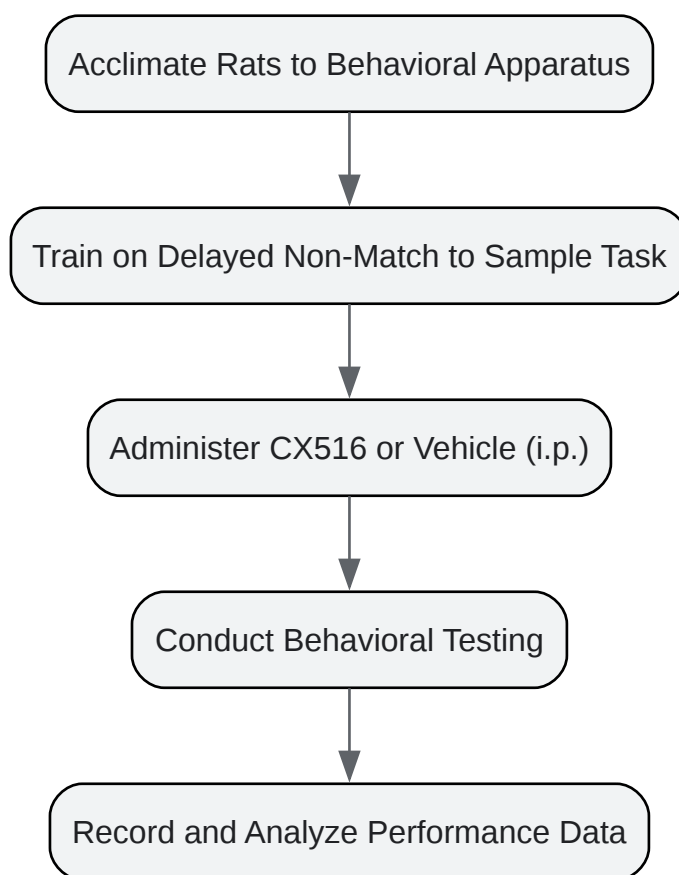 Acclimate Rats to Behavioral Apparatus
Train on Delayed Non-Match to Sample Task
Administer CX516 or Vehicle (i.p.)
Conduct Behavioral Testing
Record and Analyze Performance Data